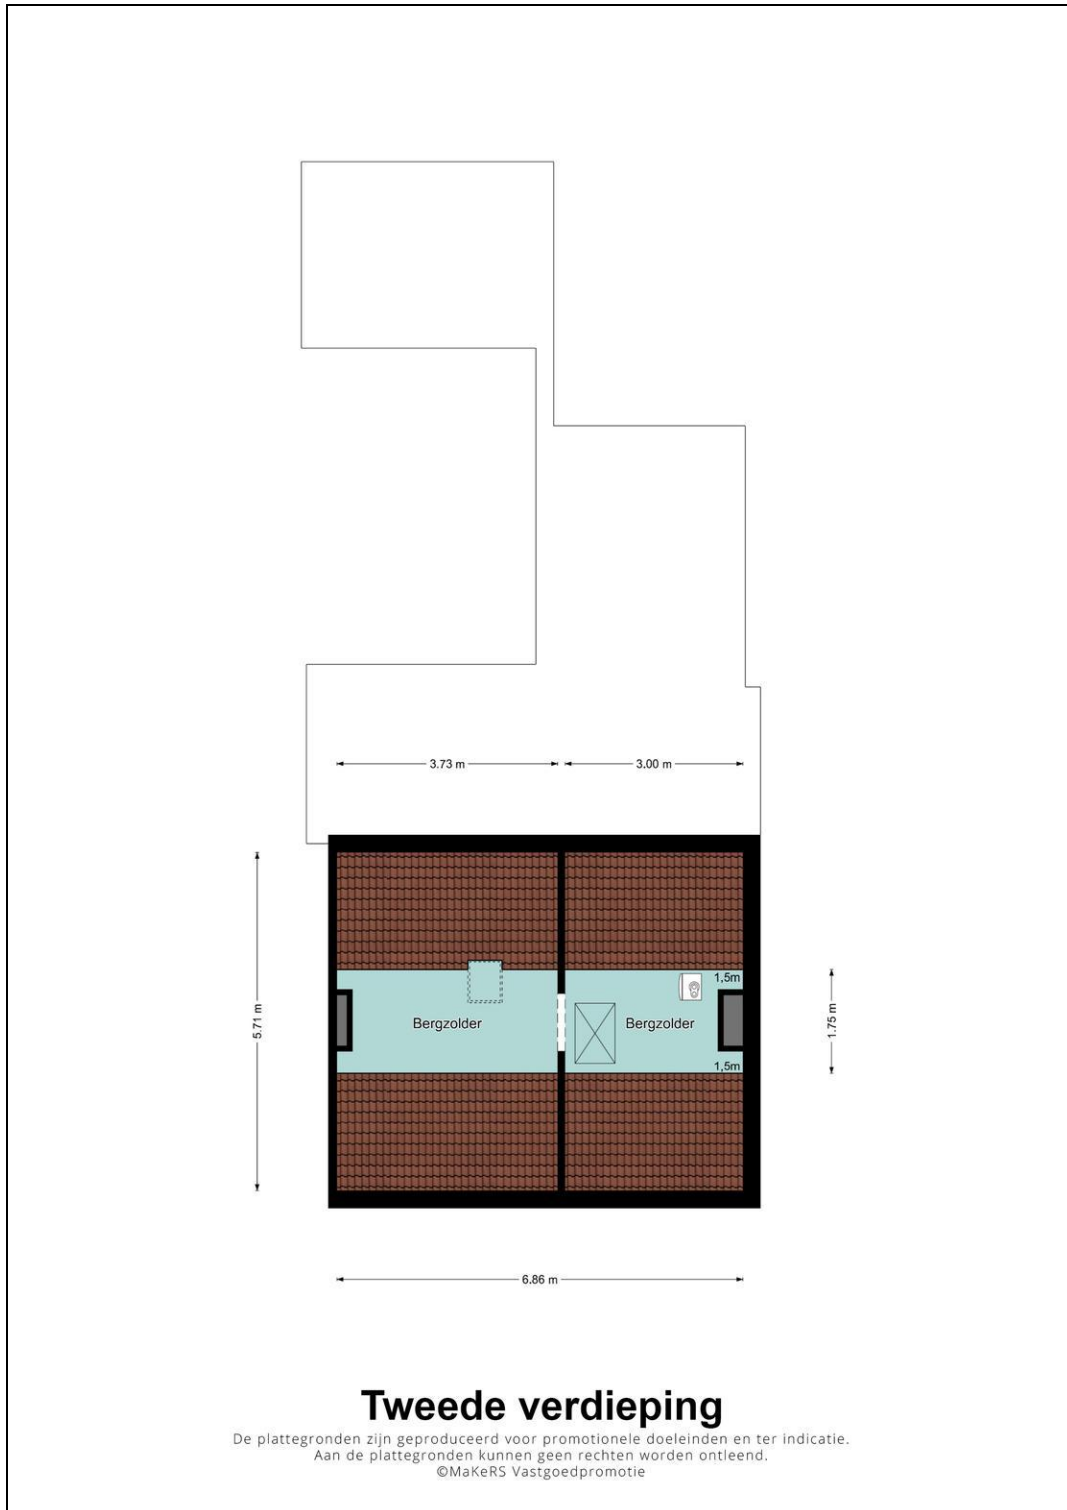 3.73 m
3.00 m
1,5m
5.71 m
Bergzolder
Bergzolder
1.75 m
1,5m
6.86 m
Tweede verdieping
De plattegronden zijn geproduceerd voor promotionele doeleinden en ter indicatie.
Aan de plattegronden kunnen geen rechten worden ontleend.
©MaKeRS Vastgoedpromotie